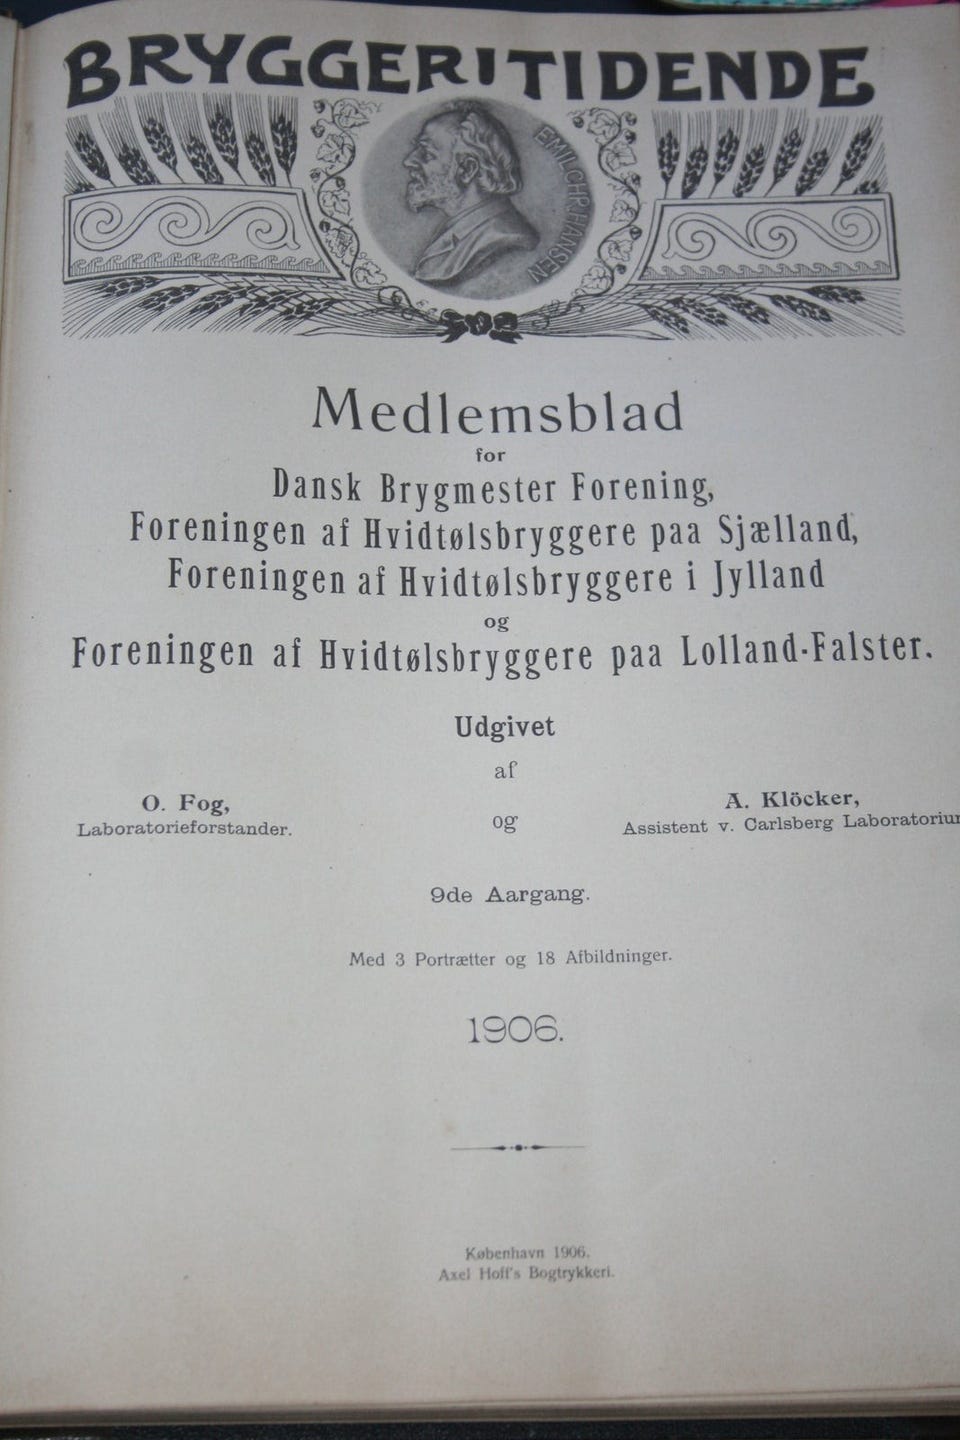 BRYGGERITIDENDE
EMIL CHR. HANSEN
Medlemsblad
for
Dansk Brygmester Forening,
Foreningen af Hvidtølsbryggere paa Sjælland,
Foreningen af Hvidtølsbryggere i Jylland
og
Foreningen af Hvidtølsbryggere paa Lolland-Falster.
Udgivet
af
O. Fog,
Laboratorieforstander.
og
A. Klöcker,
Assistent v. Carlsberg Laboratorium
9de Aargang.
Med 3 Portrætter og 18 Afbildninger.
1906.
København 1906.
Axel Hoff's Bogtrykkeri.